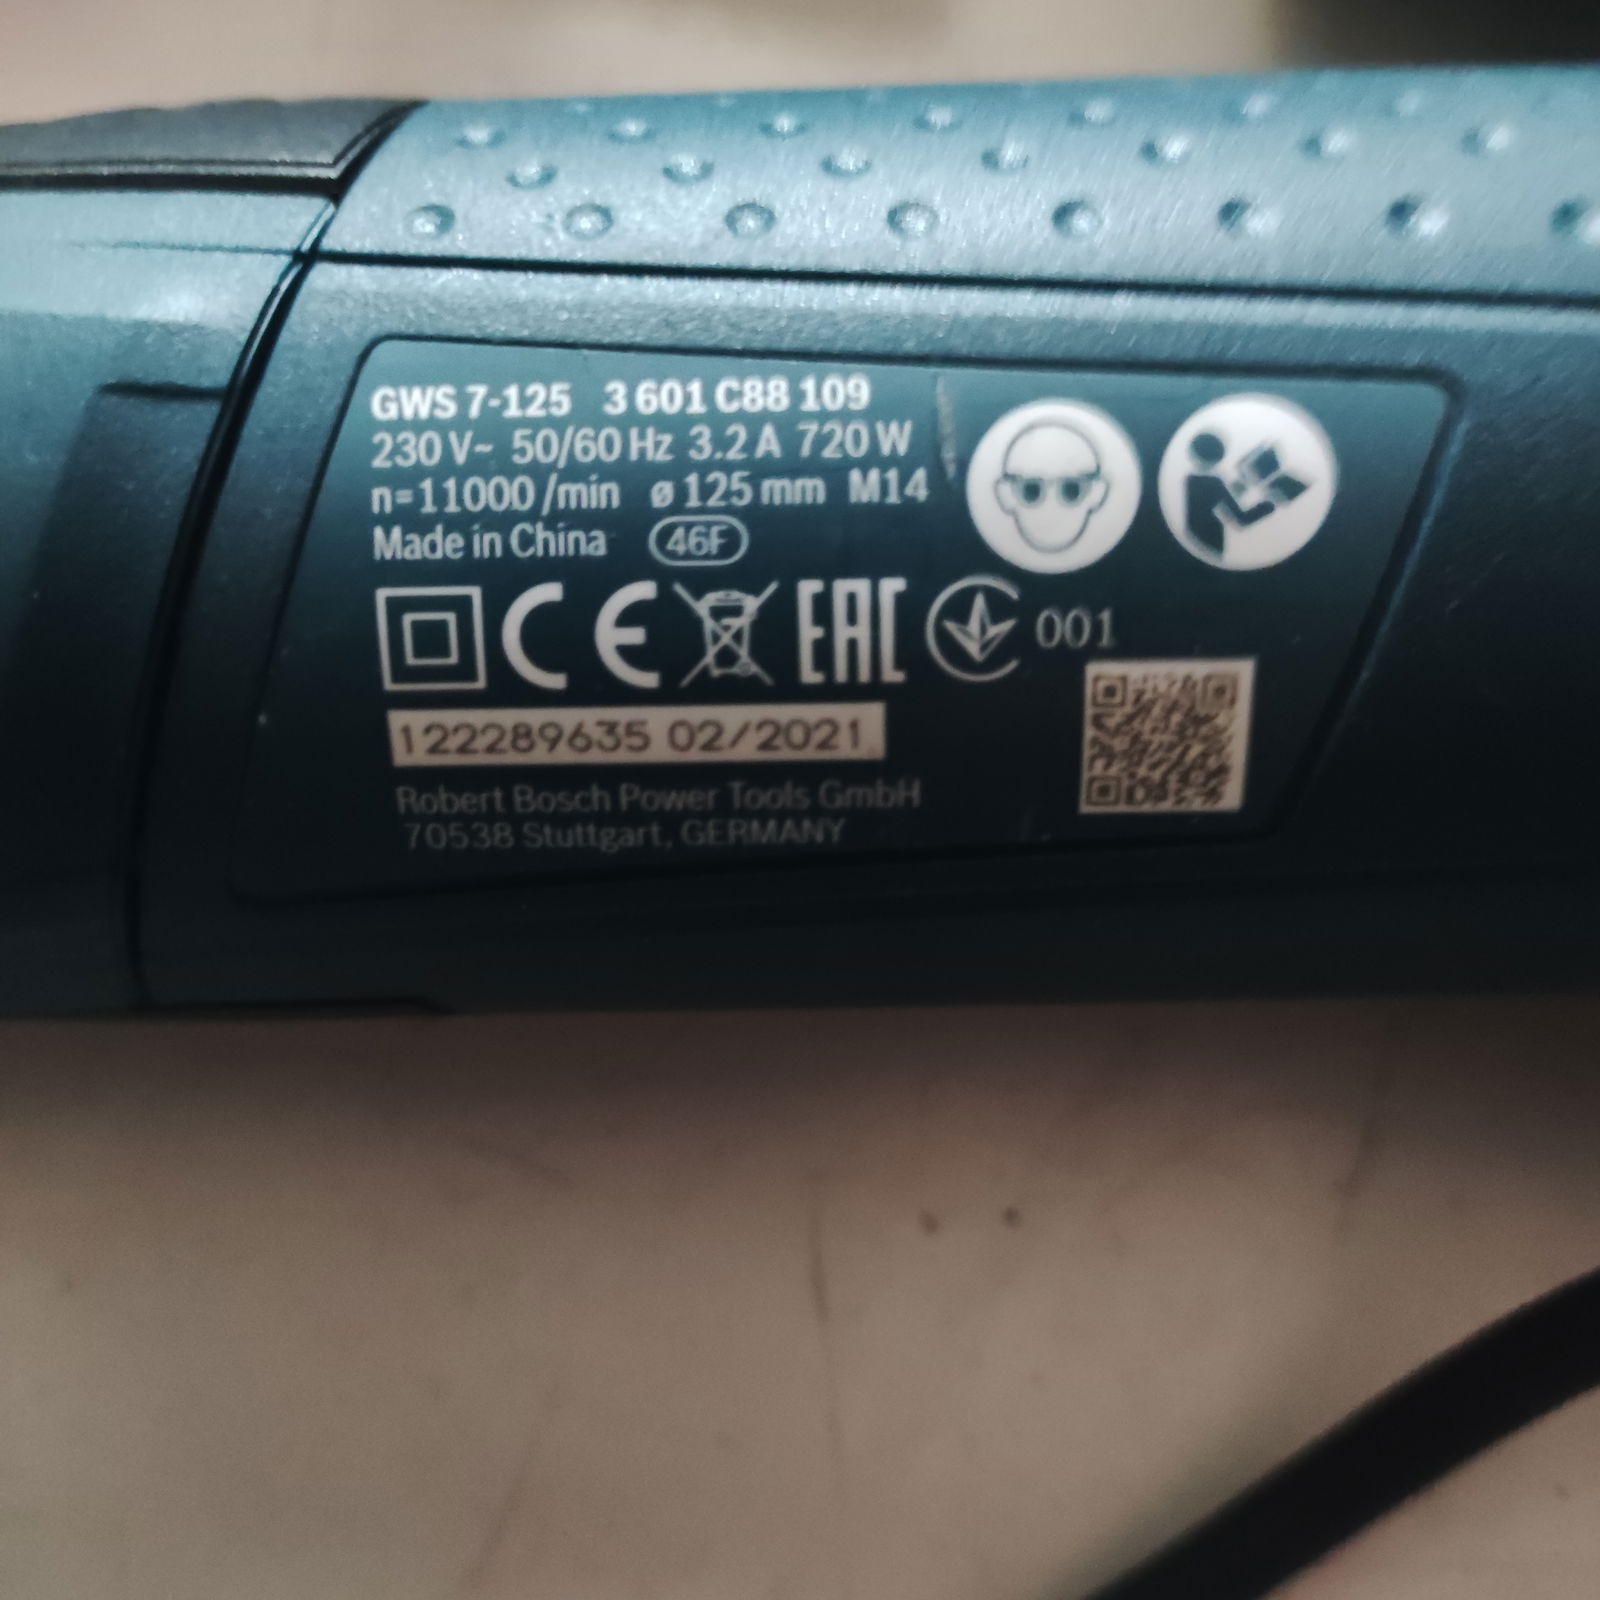 GWS 7-125 3 601 C88 109
230 V~ 50/60 Hz 3.2 A 720 W
n=11000 /min ø 125 mm M14
Made in China 46F
CE EAC 001
122289635 02/2021
Robert Bosch Power Tools GmbH
70538 Stuttgart, GERMANY